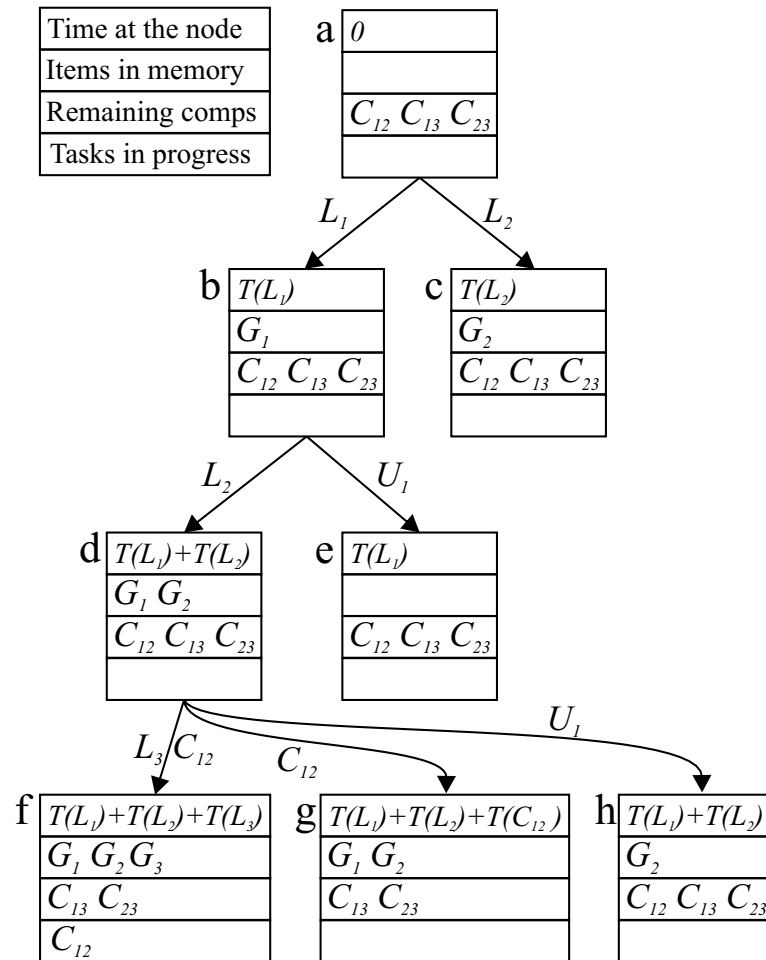 Time at the node
Items in memory
Remaining comps
Tasks in progress
a
0
C₁₂ C₁₃ C₂₃
L₁
L₂
b
T(L₁)
G₁
C₁₂ C₁₃ C₂₃
c
T(L₂)
G₂
C₁₂ C₁₃ C₂₃
L₂
U₁
d
T(L₁)+T(L₂)
G₁ G₂
C₁₂ C₁₃ C₂₃
e
T(L₁)
C₁₂ C₁₃ C₂₃
L₃ C₁₂
C₁₂
U₁
f
T(L₁)+T(L₂)+T(L₃)
G₁ G₂ G₃
C₁₃ C₂₃
C₁₂
g
T(L₁)+T(L₂)+T(C₁₂)
G₁ G₂
C₁₃ C₂₃
h
T(L₁)+T(L₂)
G₂
C₁₂ C₁₃ C₂₃